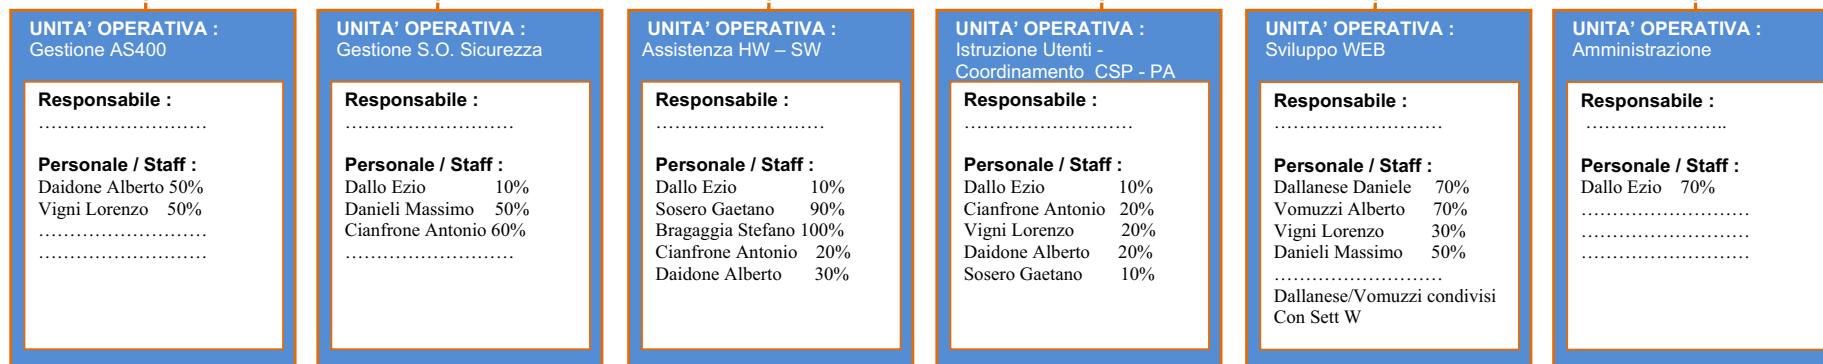 UNITA' OPERATIVA :
Gestione AS400
Responsabile :
………………………
Personale / Staff :
Daidone Alberto 50%
Vigni Lorenzo 50%
………………………
………………………
UNITA' OPERATIVA :
Gestione S.O. Sicurezza
Responsabile :
………………………
Personale / Staff :
Dallo Ezio 10%
Danieli Massimo 50%
Cianfrone Antonio 60%
………………………
UNITA' OPERATIVA :
Assistenza HW – SW
Responsabile :
………………………
Personale / Staff :
Dallo Ezio 10%
Sosero Gaetano 90%
Bragaggia Stefano 100%
Cianfrone Antonio 20%
Daidone Alberto 30%
UNITA' OPERATIVA :
Istruzione Utenti -
Coordinamento CSP - PA
Responsabile :
………………………
Personale / Staff :
Dallo Ezio 10%
Cianfrone Antonio 20%
Vigni Lorenzo 20%
Daidone Alberto 20%
Sosero Gaetano 10%
UNITA' OPERATIVA :
Sviluppo WEB
Responsabile :
………………………
Personale / Staff :
Dallanese Daniele 70%
Vomuzzi Alberto 70%
Vigni Lorenzo 30%
Danieli Massimo 50%
………………………
Dallanese/Vomuzzi condivisi
Con Sett W
UNITA' OPERATIVA :
Amministrazione
Responsabile :
…………………..
Personale / Staff :
Dallo Ezio 70%
………………………
………………………
………………………